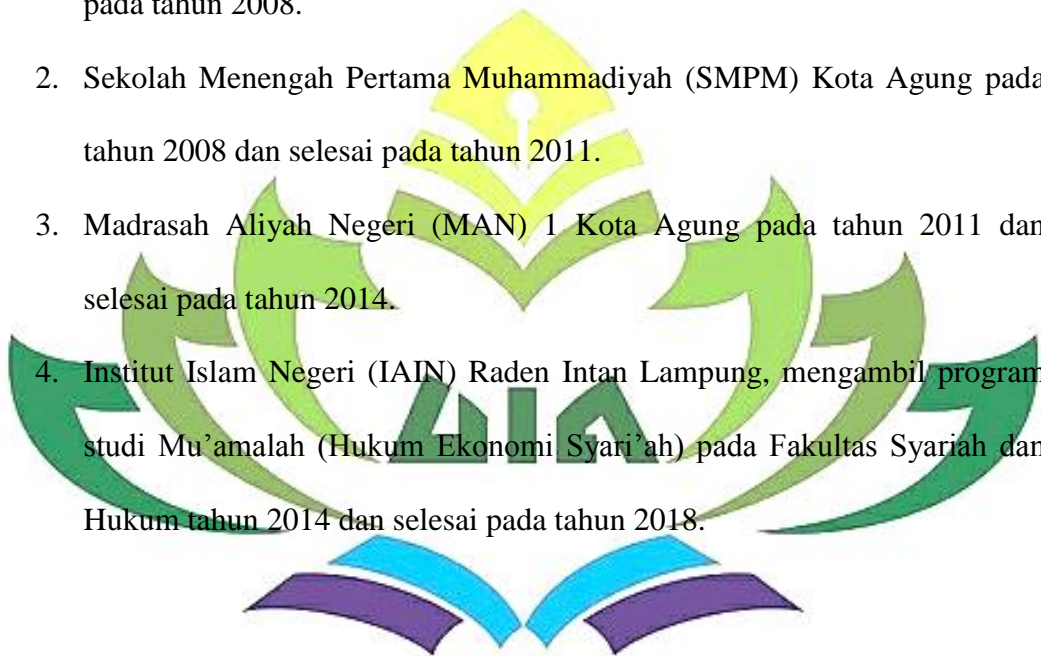 pada tahun 2008.
2. Sekolah Menengah Pertama Muhammadiyah (SMPM) Kota Agung pada
tahun 2008 dan selesai pada tahun 2011.
3. Madrasah Aliyah Negeri (MAN) 1 Kota Agung pada tahun 2011 dan
selesai pada tahun 2014.
4. Institut Islam Negeri (IAIN) Raden Intan Lampung, mengambil program
studi Mu’amalah (Hukum Ekonomi Syari’ah) pada Fakultas Syariah dan
Hukum tahun 2014 dan selesai pada tahun 2018.